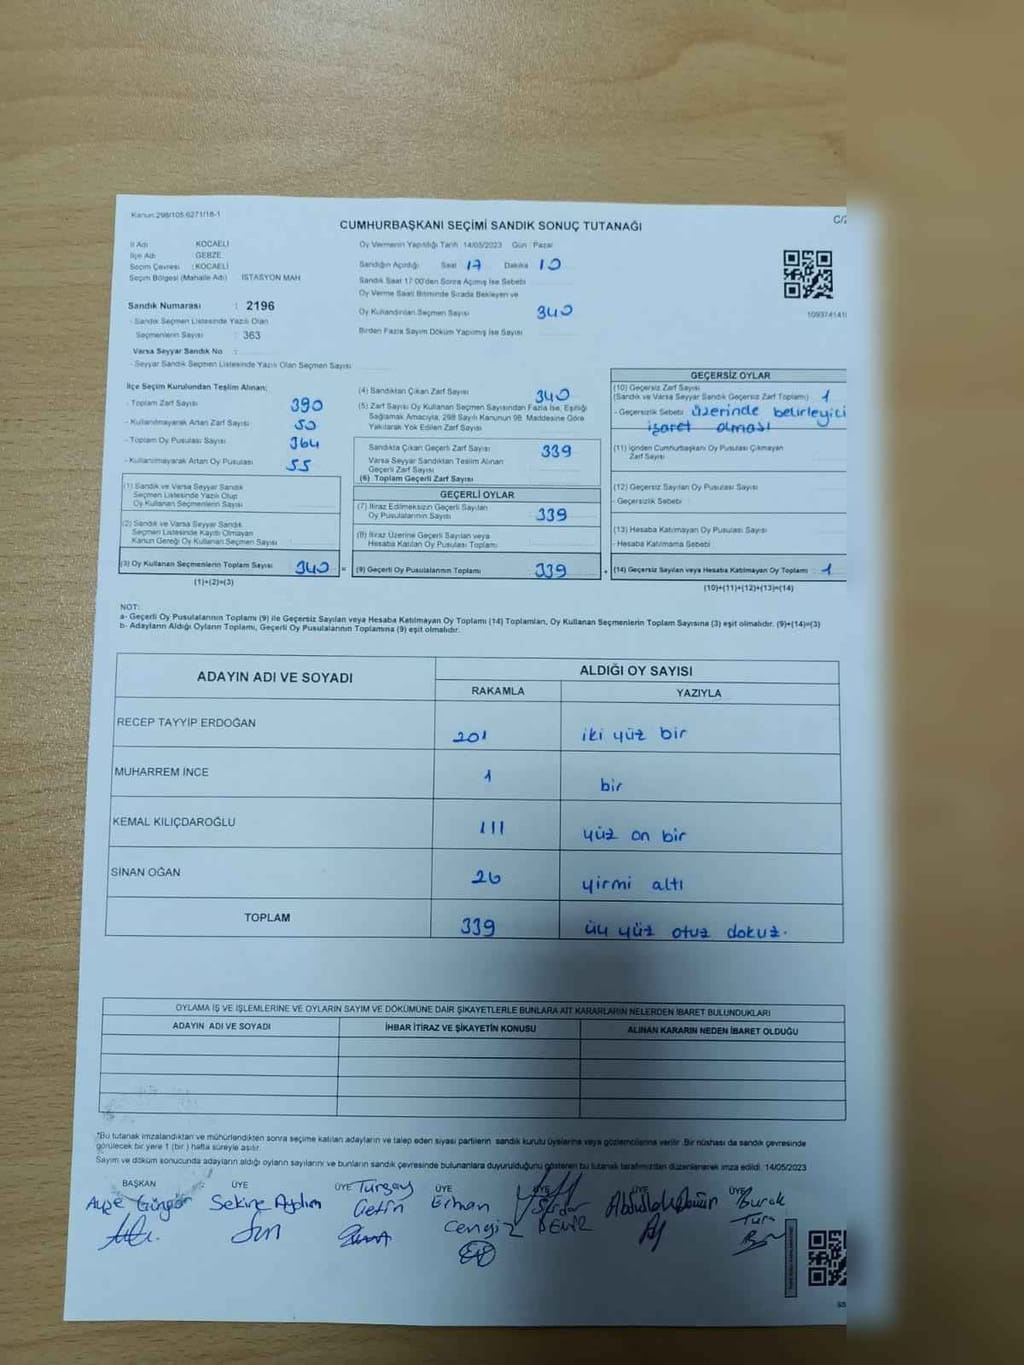 Kanun:298/105.6271/18-1
C/2
CUMHURBAŞKANI SEÇİMİ SANDIK SONUÇ TUTANAĞI
İl Adı KOCAELİ
İlçe Adı : GEBZE
Seçim Çevresi : KOCAELİ
Seçim Bölgesi (Mahalle Adı) İSTASYON MAH
Sandık Numarası : 2196
- Sandık Seçmen Listesinde Yazılı Olan
Seçmenlerin Sayısı : 363
Varsa Seyyar Sandık No :
- Seyyar Sandık Seçmen Listesinde Yazılı Olan Seçmen Sayısı
Oy Vermenin Yapıldığı Tarih : 14/05/2023 Gün : Pazar
Sandığın Açıldığı Saat 17 Dakika 10
Sandık Saat 17:00'den Sonra Açılmış İse Sebebi
Oy Verme Saati Bitiminde Sırada Bekleyen ve
Oy Kullandırılan Seçmen Sayısı 340
Birden Fazla Sayım Döküm Yapılmış İse Sayısı
İlçe Seçim Kurulundan Teslim Alınan;
- Toplam Zarf Sayısı 390
- Kullanılmayarak Artan Zarf Sayısı 50
- Toplam Oy Pusulası Sayısı 364
- Kullanılmayarak Artan Oy Pusulası 55
(1) Sandık ve Varsa Seyyar Sandık
Seçmen Listesinde Yazılı Olup
Oy Kullanan Seçmenlerin Sayısı
(2) Sandık ve Varsa Seyyar Sandık
Seçmen Listesinde Kaydı Olmayan
Kanun Gereği Oy Kullanan Seçmen Sayısı
(3) Oy Kullanan Seçmenlerin Toplam Sayısı 340 =
(1)+(2)=(3)
(4) Sandıktan Çıkan Zarf Sayısı 340
(5) Zarf Sayısı Oy Kullanan Seçmen Sayısından Fazla İse, Eşitliği
Sağlamak Amacıyla, 298 Sayılı Kanunun 98. Maddesine Göre
Yakılarak Yok Edilen Zarf Sayısı
Sandıkta Çıkan Geçerli Zarf Sayısı 339
Varsa Seyyar Sandıktan Teslim Alınan
Geçerli Zarf Sayısı
(6) Toplam Geçerli Zarf Sayısı
GEÇERLİ OYLAR
(7) İtiraz Edilmeksizin Geçerli Sayılan
Oy Pusulalarının Sayısı 339
(8) İtiraz Üzerine Geçerli Sayılan veya
Hesaba Katılan Oy Pusulası Toplamı
(9) Geçerli Oy Pusulalarının Toplamı 339 +
GEÇERSİZ OYLAR
(10) Geçersiz Zarf Sayısı
(Sandık ve Varsa Seyyar Sandık Geçersiz Zarf Toplamı) 1
- Geçersizlik Sebebi üzerinde belirleyici
işaret olması
(11) İçinden Cumhurbaşkanı Oy Pusulası Çıkmayan
Zarf Sayısı
(12) Geçersiz Sayılan Oy Pusulası Sayısı
- Geçersizlik Sebebi
(13) Hesaba Katılmayan Oy Pusulası Sayısı
- Hesaba Katılmama Sebebi
(14) Geçersiz Sayılan veya Hesaba Katılmayan Oy Toplamı 1
(10)+(11)+(12)+(13)=(14)
NOT:
a- Geçerli Oy Pusulalarının Toplamı (9) ile Geçersiz Sayılan veya Hesaba Katılmayan Oy Toplamı (14) Toplamları, Oy Kullanan Seçmenlerin Toplam Sayısına (3) eşit olmalıdır. (9)+(14)=(3)
b- Adayların Aldığı Oyların Toplamı, Geçerli Oy Pusulalarının Toplamına (9) eşit olmalıdır.
ADAYIN ADI VE SOYADI ALDIĞI OY SAYISI
RAKAMLA YAZIYLA
RECEP TAYYİP ERDOĞAN 201 iki yüz bir
MUHARREM İNCE 1 bir
KEMAL KILIÇDAROĞLU 111 yüz on bir
SİNAN OĞAN 26 yirmi altı
TOPLAM 339 üç yüz otuz dokuz.
OYLAMA İŞ VE İŞLEMLERİNE VE OYLARIN SAYIM VE DÖKÜMÜNE DAİR ŞİKAYETLERLE BUNLARA AİT KARARLARIN NELERDEN İBARET BULUNDUKLARI
ADAYIN ADI VE SOYADI İHBAR İTİRAZ VE ŞİKAYETİN KONUSU ALINAN KARARIN NEDEN İBARET OLDUĞU
*Bu tutanak imzalandıktan ve mühürlendikten sonra seçime katılan adayların ve talep eden siyasi partilerin sandık kurulu üyelerine veya gözlemcilerine verilir. Bir nüshası da sandık çevresinde
görülecek bir yere 1 (bir) hafta süreyle asılır.
Sayım ve döküm sonucunda adayların aldığı oyların sayılarını ve bunların sandık çevresinde bulunanlara duyurulduğunu gösteren bu tutanak tarafımızdan düzenlenerek imza edildi. 14/05/2023
BAŞKAN ÜYE ÜYE ÜYE ÜYE ÜYE
Ayşe Güngör Sekine Aydın Turgay Çetin Erhan Cengiz Serdar DENİZ Burak